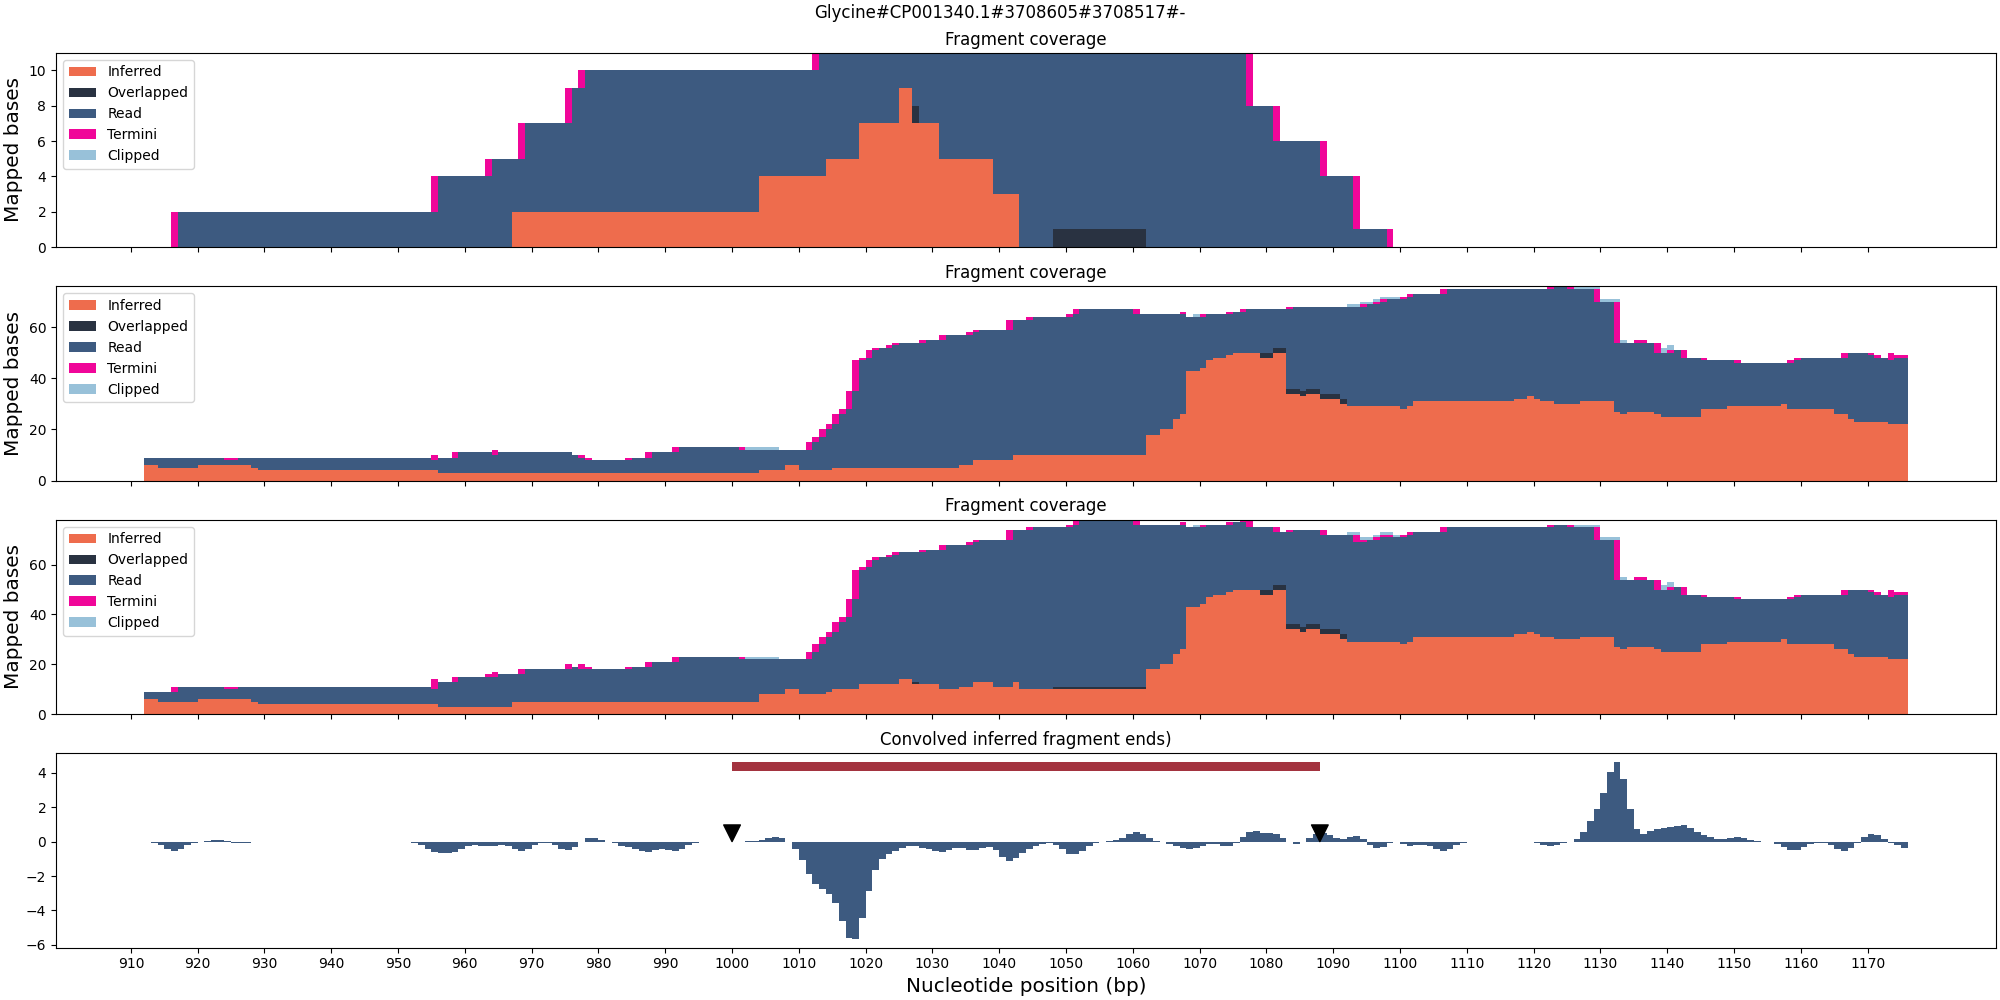 Glycine#CP001340.1#3708605#3708517#-
Fragment coverage
Mapped bases
10
8
6
4
2
0
Inferred
Overlapped
Read
Termini
Clipped
Fragment coverage
Mapped bases
60
40
20
0
Inferred
Overlapped
Read
Termini
Clipped
Fragment coverage
Mapped bases
60
40
20
0
Inferred
Overlapped
Read
Termini
Clipped
Convolved inferred fragment ends)
4
2
0
−2
−4
−6
910 920 930 940 950 960 970 980 990 1000 1010 1020 1030 1040 1050 1060 1070 1080 1090 1100 1110 1120 1130 1140 1150 1160 1170
Nucleotide position (bp)